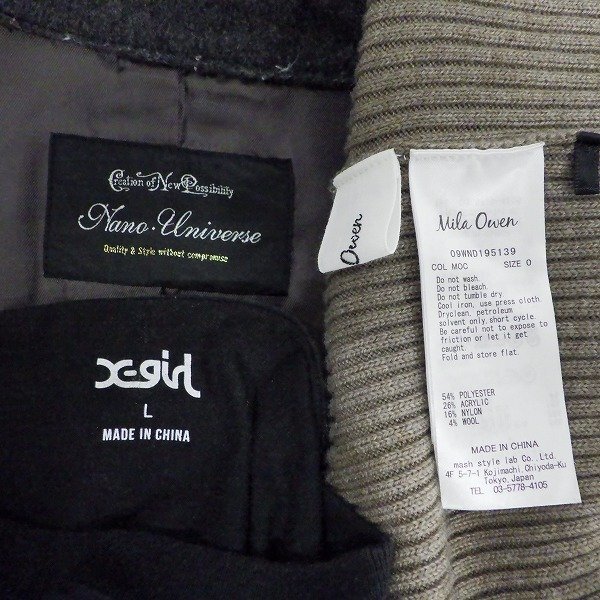 Creation of New Possibility
Nano·Universe
Quality & Style without compromise
X-girl
L
MADE IN CHINA
Owen
Mila Owen
09WND195139
COL MOC SIZE 0
Do not wash.
Do not bleach
Do not tumble dry
Cool iron, use press cloth.
Dryclean, petroleum
solvent only,short cycle.
Be careful not to expose to
friction or let it get
caught.
Fold and store flat.
54% POLYESTER
26% ACRYLIC
16% NYLON
4% WOOL
MADE IN CHINA
mash style lab Co.,Ltd.
4F 5-7-1 Kojimachi,Chiyoda-Ku
Tokyo,Japan
TEL 03-5778-4105